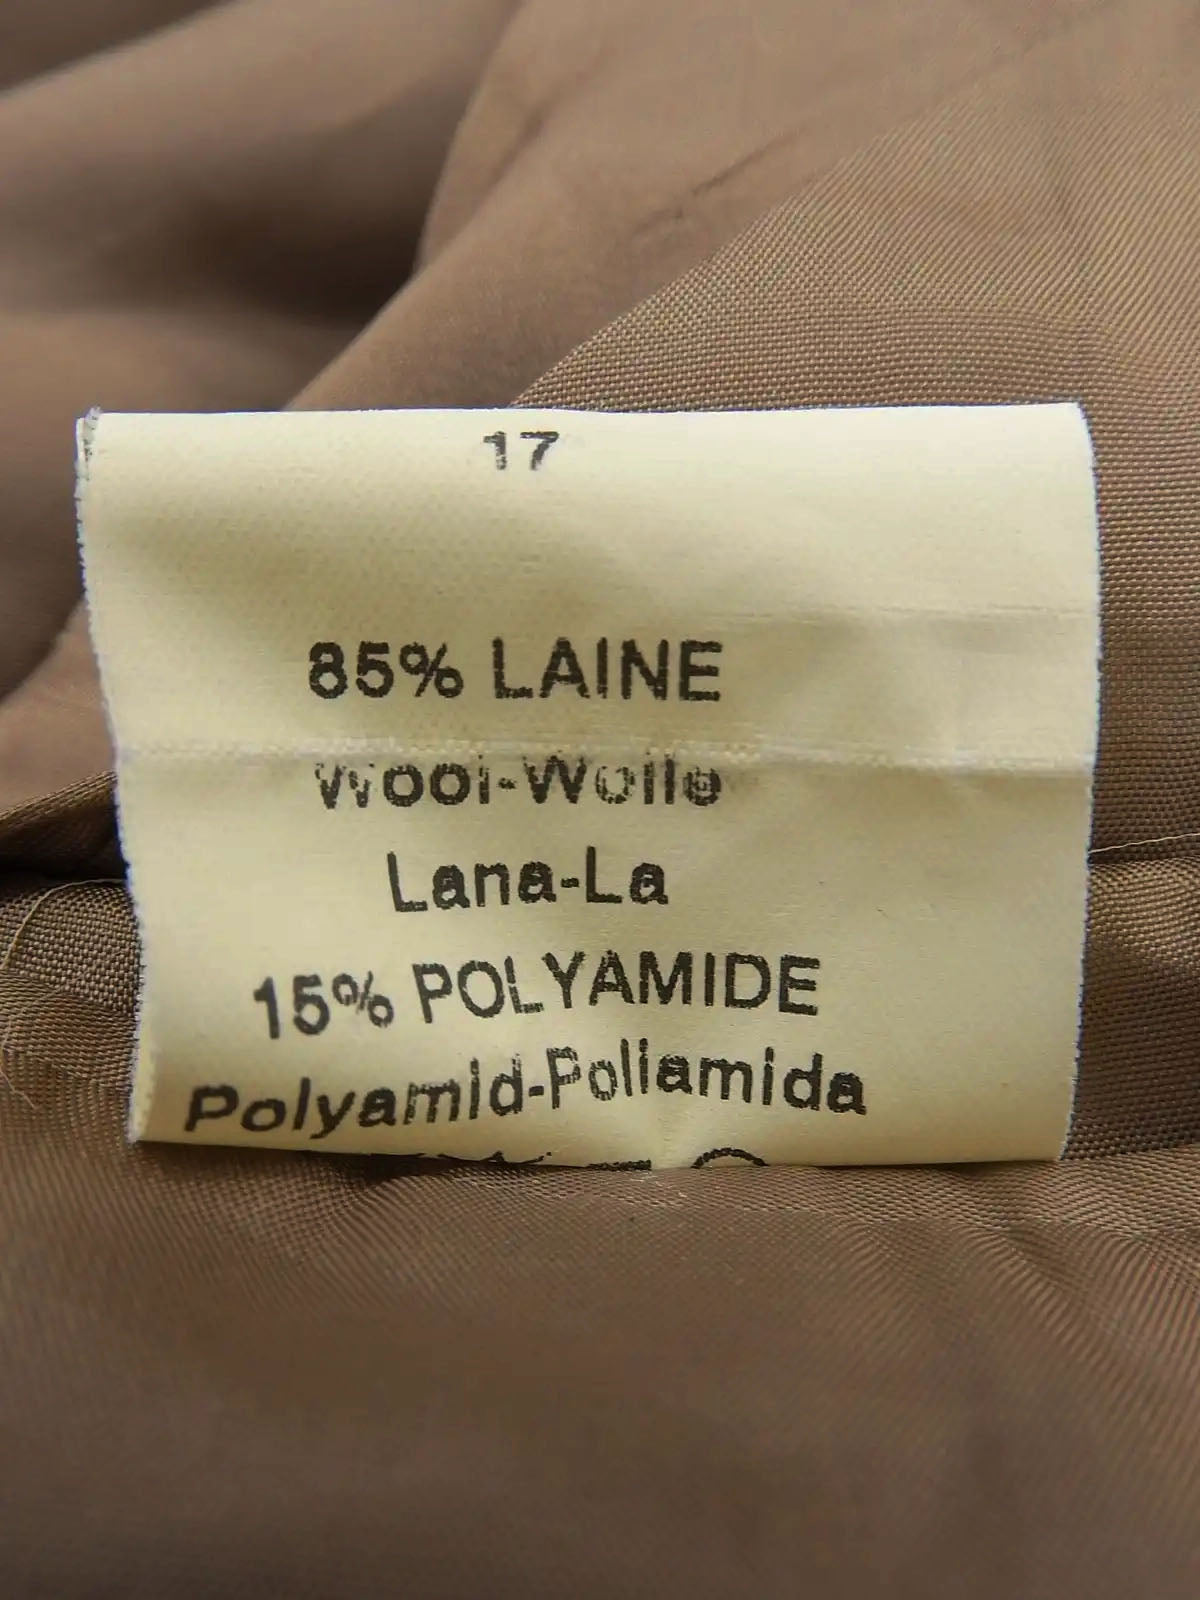 17
85% LAINE
Wool-Wolle
Lana-La
15% POLYAMIDE
Polyamid-Poliamida